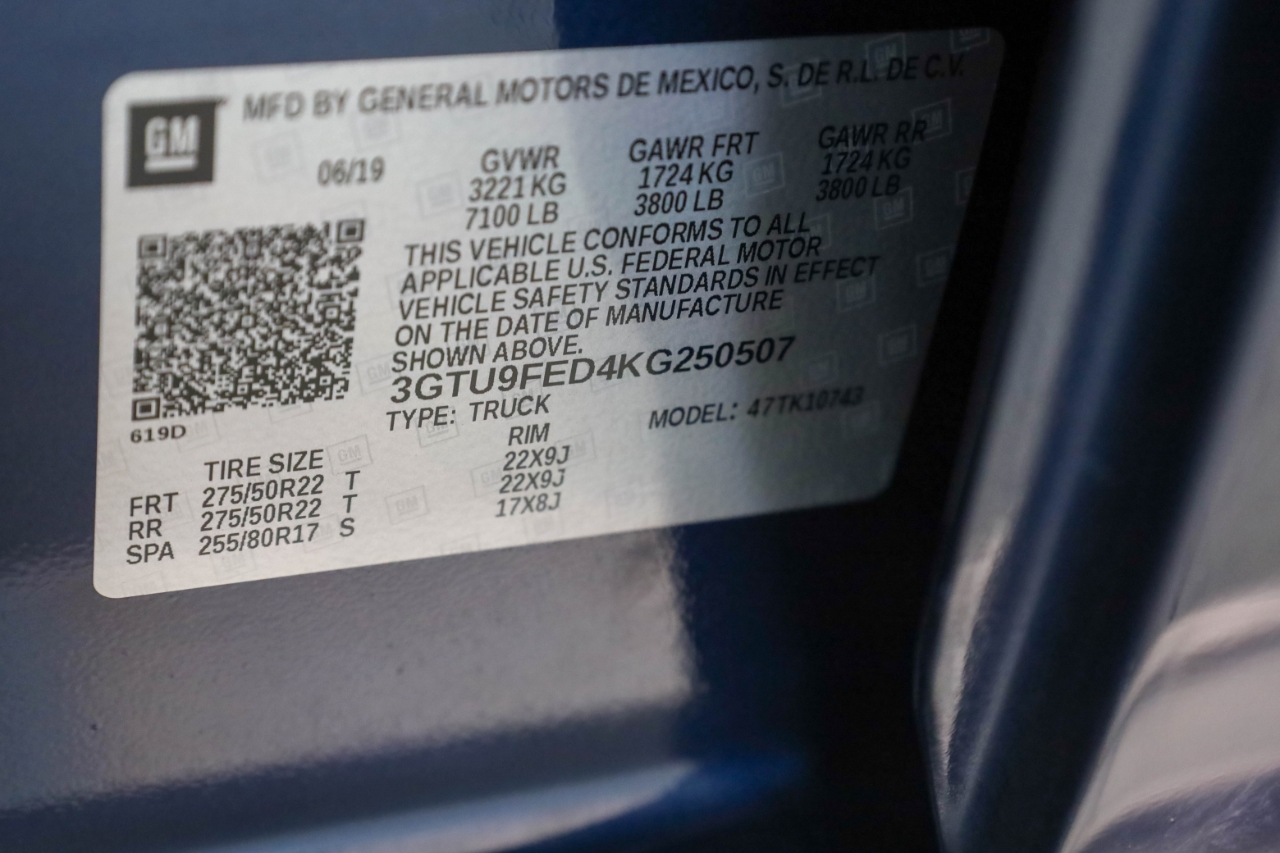 GM
MFD BY GENERAL MOTORS DE MEXICO, S. DE R.L. DE C.V.
06/19
GVWR GAWR FRT GAWR RR
3221 KG 1724 KG 1724 KG
7100 LB 3800 LB 3800 LB
THIS VEHICLE CONFORMS TO ALL
APPLICABLE U.S. FEDERAL MOTOR
VEHICLE SAFETY STANDARDS IN EFFECT
ON THE DATE OF MANUFACTURE
SHOWN ABOVE.
3GTU9FED4KG250507
TYPE: TRUCK MODEL: 47TK10743
619D
TIRE SIZE RIM
FRT 275/50R22 T 22X9J
RR 275/50R22 T 22X9J
SPA 255/80R17 S 17X8J